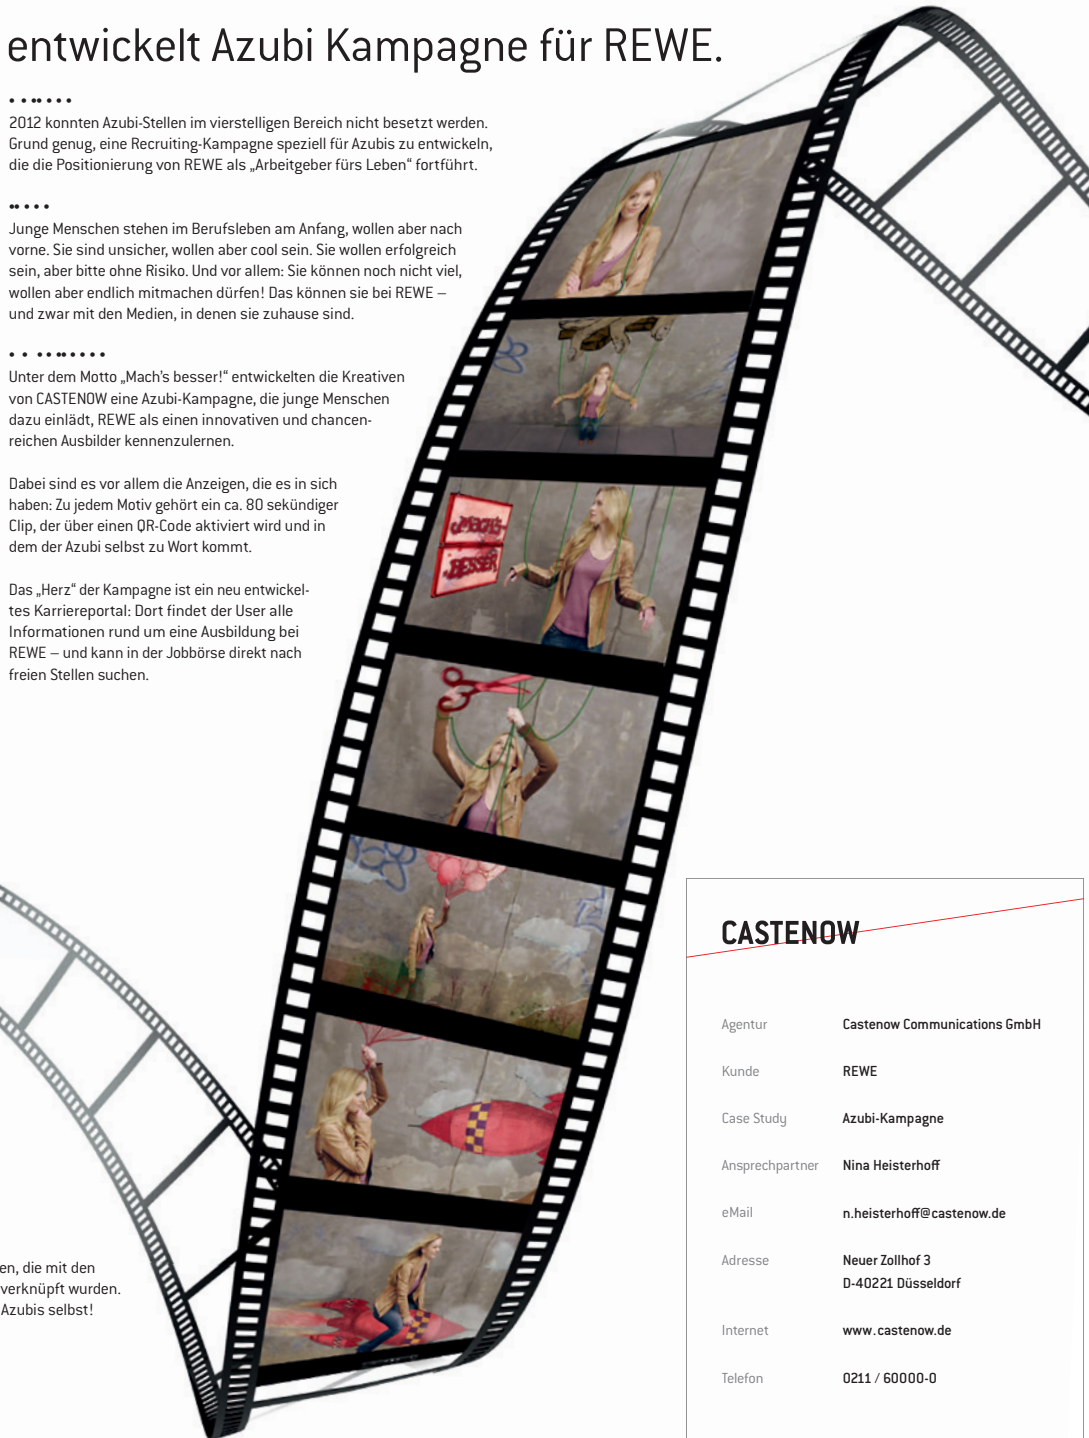 entwickelt Azubi Kampagne für REWE.
2012 konnten Azubi-Stellen im vierstelligen Bereich nicht besetzt werden.
Grund genug, eine Recruiting-Kampagne speziell für Azubis zu entwickeln,
die die Positionierung von REWE als „Arbeitgeber fürs Leben“ fortführt.
Junge Menschen stehen im Berufsleben am Anfang, wollen aber nach
vorne. Sie sind unsicher, wollen aber cool sein. Sie wollen erfolgreich
sein, aber bitte ohne Risiko. Und vor allem: Sie können noch nicht viel,
wollen aber endlich mitmachen dürfen! Das können sie bei REWE –
und zwar mit den Medien, in denen sie zuhause sind.
Unter dem Motto „Mach’s besser!“ entwickelten die Kreativen
von CASTENOW eine Azubi-Kampagne, die junge Menschen
dazu einlädt, REWE als einen innovativen und chancen-
reichen Ausbilder kennenzulernen.
Dabei sind es vor allem die Anzeigen, die es in sich
haben: Zu jedem Motiv gehört ein ca. 80 sekündiger
Clip, der über einen QR-Code aktiviert wird und in
dem der Azubi selbst zu Wort kommt.
Das „Herz“ der Kampagne ist ein neu entwickel-
tes Karriereportal: Dort findet der User alle
Informationen rund um eine Ausbildung bei
REWE – und kann in der Jobbörse direkt nach
freien Stellen suchen.
MACH'S
BESSER
en, die mit den
verknüpft wurden.
Azubis selbst!
CASTENOW
Agentur Castenow Communications GmbH
Kunde REWE
Case Study Azubi-Kampagne
Ansprechpartner Nina Heisterhoff
eMail n.heisterhoff@castenow.de
Adresse Neuer Zollhof 3
D-40221 Düsseldorf
Internet www.castenow.de
Telefon 0211 / 60000-0